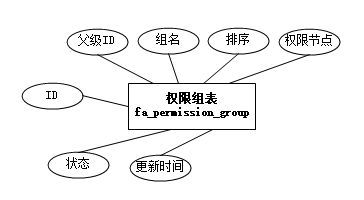 父级ID
组名
排序
权限节点
ID
权限组表
fa_permission_group
状态
更新时间